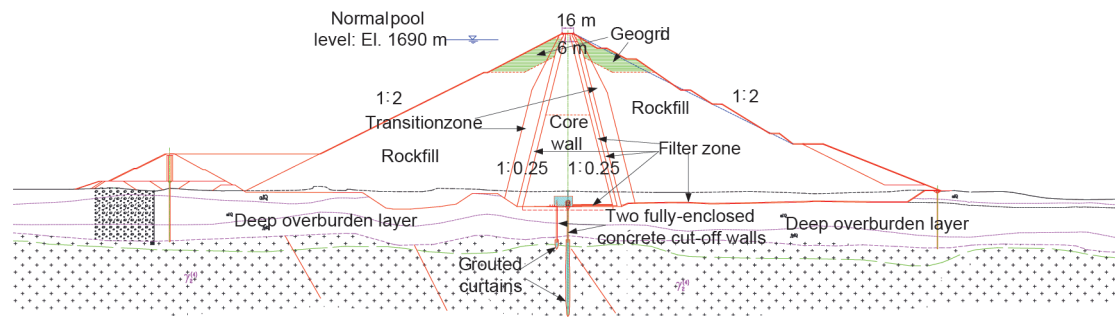 Normal pool
level: El. 1690 m
16 m
6 m
Geogrid
1:2
1:2
Transitionzone
Core
wall
Rockfill
Rockfill
1:0.25
1:0.25
Filter zone
Deep overburden layer
Two fully-enclosed
concrete cut-off walls
Deep overburden layer
Grouted
curtains